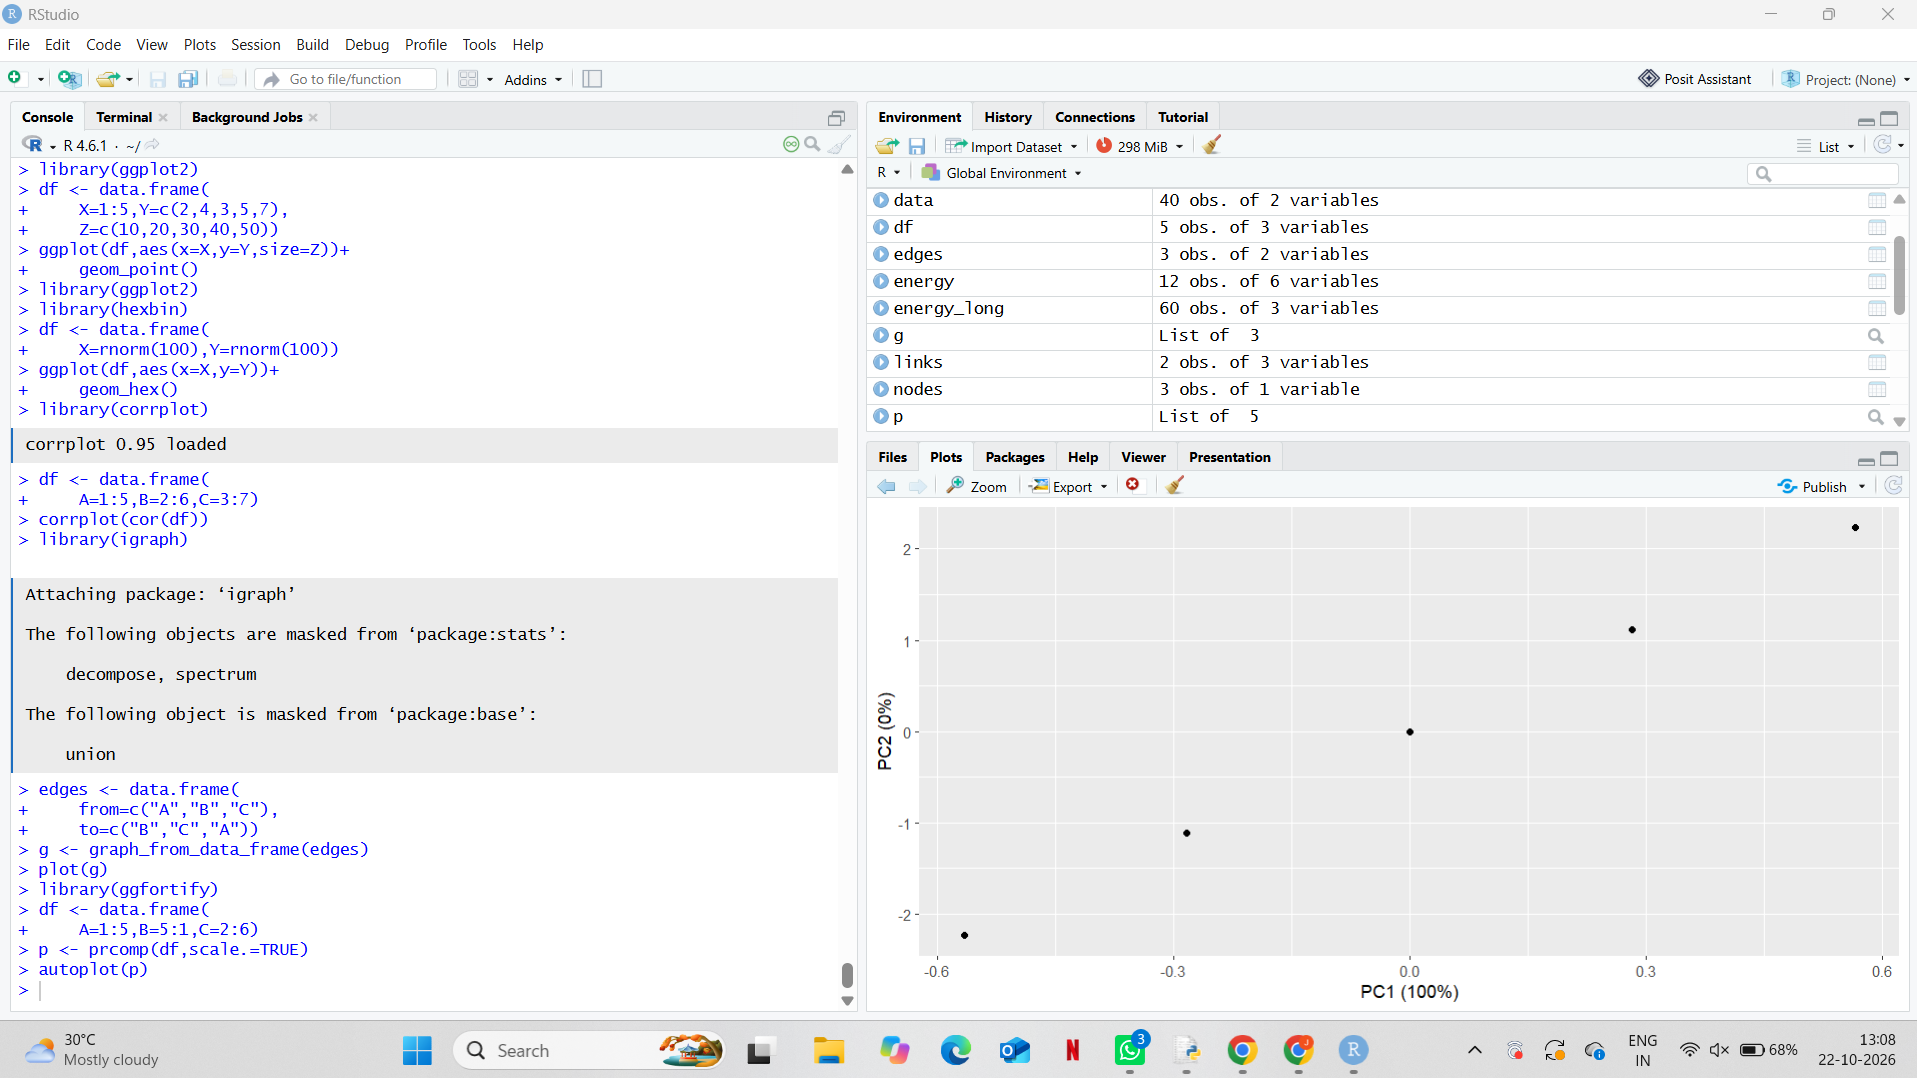 RStudio
File Edit Code View Plots Session Build Debug Profile Tools Help
Go to file/function Addins Posit Assistant Project: (None)
Console Terminal Background Jobs
R 4.6.1 · ~/
> library(ggplot2)
> df <- data.frame(
+     X=1:5,Y=c(2,4,3,5,7),
+     Z=c(10,20,30,40,50))
> ggplot(df,aes(x=X,y=Y,size=Z))+
+     geom_point()
> library(ggplot2)
> library(hexbin)
> df <- data.frame(
+     X=rnorm(100),Y=rnorm(100))
> ggplot(df,aes(x=X,y=Y))+
+     geom_hex()
> library(corrplot)
corrplot 0.95 loaded
> df <- data.frame(
+     A=1:5,B=2:6,C=3:7)
> corrplot(cor(df))
> library(igraph)
Attaching package: ‘igraph’
The following objects are masked from ‘package:stats’:
decompose, spectrum
The following object is masked from ‘package:base’:
union
> edges <- data.frame(
+     from=c("A","B","C"),
+     to=c("B","C","A"))
> g <- graph_from_data_frame(edges)
> plot(g)
> library(ggfortify)
> df <- data.frame(
+     A=1:5,B=5:1,C=2:6)
> p <- prcomp(df,scale.=TRUE)
> autoplot(p)
>
Environment History Connections Tutorial
Import Dataset 298 MiB List
R Global Environment
data 40 obs. of 2 variables
df 5 obs. of 3 variables
edges 3 obs. of 2 variables
energy 12 obs. of 6 variables
energy_long 60 obs. of 3 variables
g List of  3
links 2 obs. of 3 variables
nodes 3 obs. of 1 variable
p List of  5
Files Plots Packages Help Viewer Presentation
Zoom Export Publish
2
1
0
-1
-2
PC2 (0%)
-0.6 -0.3 0.0 0.3 0.6
PC1 (100%)
30°C
Mostly cloudy
Search
3
ENG
IN
68%
13:08
22-10-2026